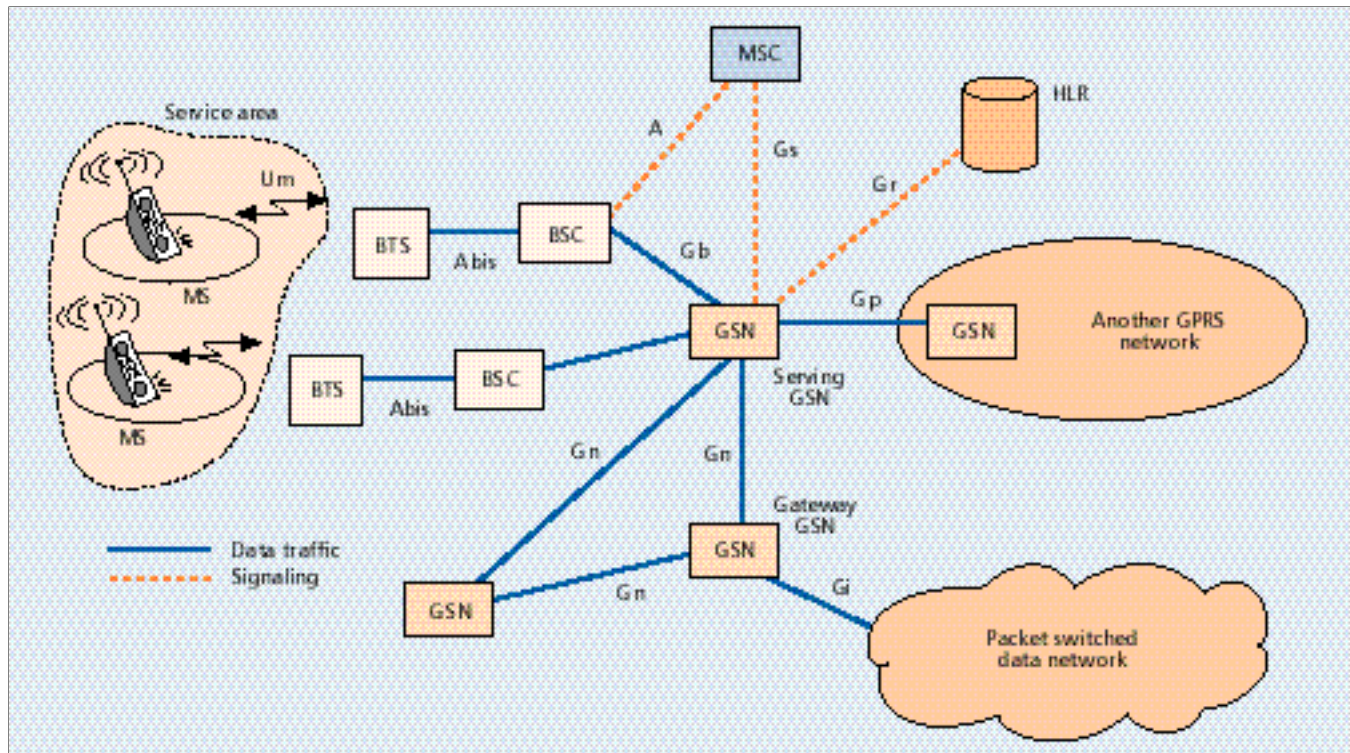 MSC
HLR
Service area
A
Gs
Um
Gr
BTS
BSC
Abis
Gb
MS
Gp
GSN
GSN
Another GPRS
network
BTS
BSC
Serving
GSN
Abis
MS
Gn
Gn
Gateway
GSN
GSN
Data traffic
Signaling
Gn
Gi
GSN
Packet switched
data network